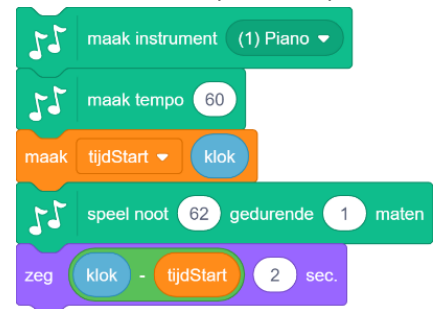 maak instrument (1) Piano
maak tempo 60
maak tijdStart klok
speel noot 62 gedurende 1 maten
zeg klok - tijdStart 2 sec.